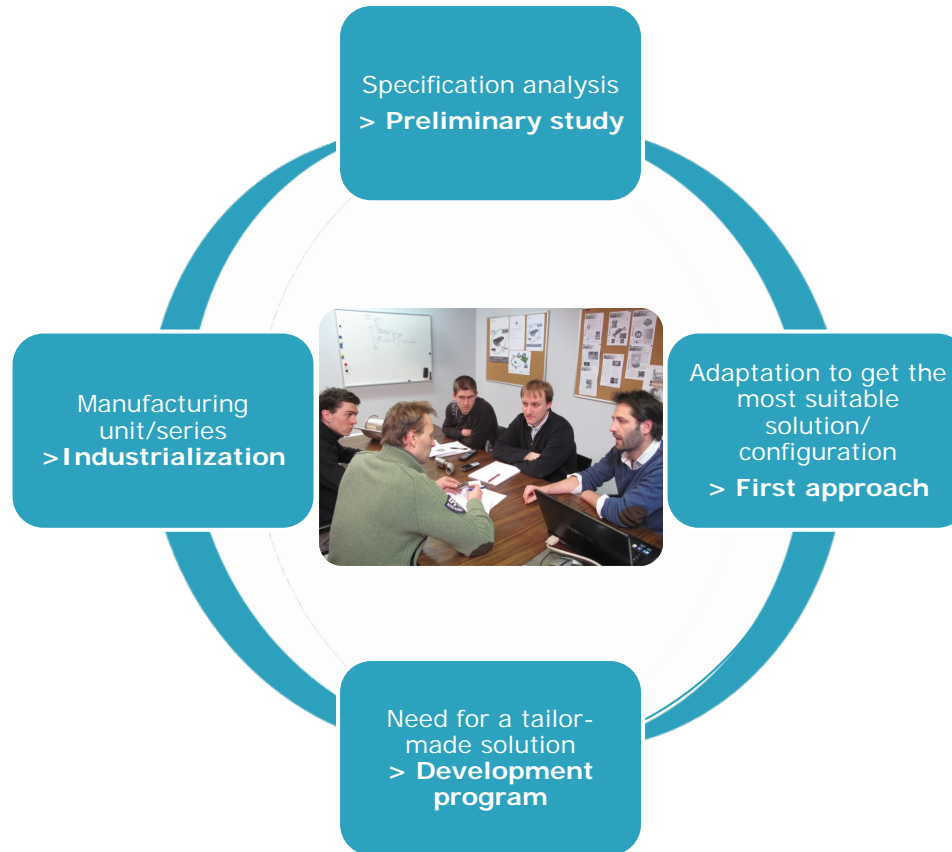 Specification analysis
> Preliminary study
Adaptation to get the
most suitable
solution/
configuration
> First approach
Manufacturing
unit/series
>Industrialization
Need for a tailor-
made solution
> Development
program